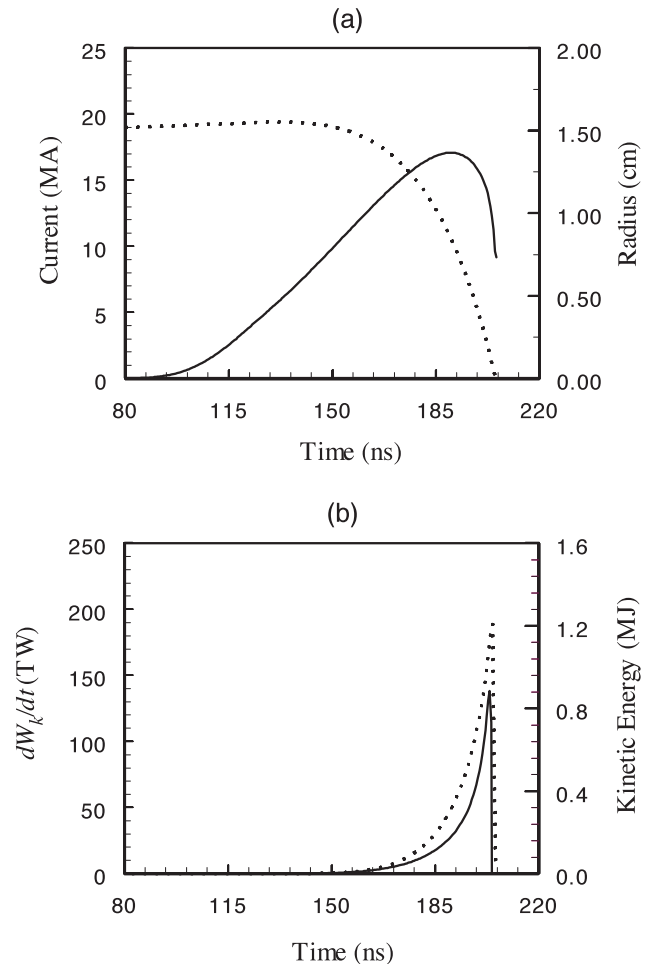 (a)
25
20
15
10
5
0
Current (MA)
2.00
1.50
1.00
0.50
0.00
Radius (cm)
80 115 150 185 220
Time (ns)
(b)
250
200
150
100
50
0
dW_k/dt (TW)
1.6
1.2
0.8
0.4
0.0
Kinetic Energy (MJ)
80 115 150 185 220
Time (ns)